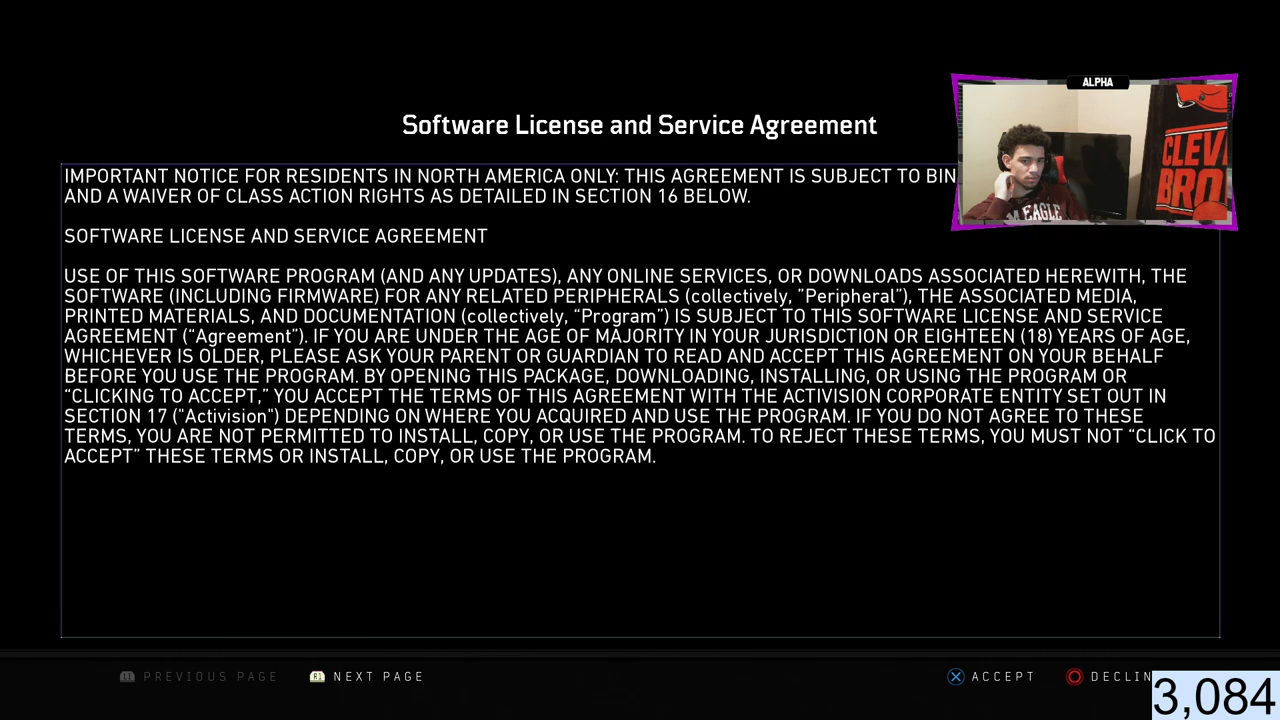 ALPHA
Software License and Service Agreement
IMPORTANT NOTICE FOR RESIDENTS IN NORTH AMERICA ONLY: THIS AGREEMENT IS SUBJECT TO BIN
AND A WAIVER OF CLASS ACTION RIGHTS AS DETAILED IN SECTION 16 BELOW.
CLEV
BRO
M EAGLE
SOFTWARE LICENSE AND SERVICE AGREEMENT
USE OF THIS SOFTWARE PROGRAM (AND ANY UPDATES), ANY ONLINE SERVICES, OR DOWNLOADS ASSOCIATED HEREWITH, THE
SOFTWARE (INCLUDING FIRMWARE) FOR ANY RELATED PERIPHERALS (collectively, "Peripheral"), THE ASSOCIATED MEDIA,
PRINTED MATERIALS, AND DOCUMENTATION (collectively, “Program”) IS SUBJECT TO THIS SOFTWARE LICENSE AND SERVICE
AGREEMENT (“Agreement”). IF YOU ARE UNDER THE AGE OF MAJORITY IN YOUR JURISDICTION OR EIGHTEEN (18) YEARS OF AGE,
WHICHEVER IS OLDER, PLEASE ASK YOUR PARENT OR GUARDIAN TO READ AND ACCEPT THIS AGREEMENT ON YOUR BEHALF
BEFORE YOU USE THE PROGRAM. BY OPENING THIS PACKAGE, DOWNLOADING, INSTALLING, OR USING THE PROGRAM OR
“CLICKING TO ACCEPT,” YOU ACCEPT THE TERMS OF THIS AGREEMENT WITH THE ACTIVISION CORPORATE ENTITY SET OUT IN
SECTION 17 ("Activision") DEPENDING ON WHERE YOU ACQUIRED AND USE THE PROGRAM. IF YOU DO NOT AGREE TO THESE
TERMS, YOU ARE NOT PERMITTED TO INSTALL, COPY, OR USE THE PROGRAM. TO REJECT THESE TERMS, YOU MUST NOT “CLICK TO
ACCEPT” THESE TERMS OR INSTALL, COPY, OR USE THE PROGRAM.
L1 PREVIOUS PAGE
R1 NEXT PAGE
ACCEPT
DECLIN
3,084